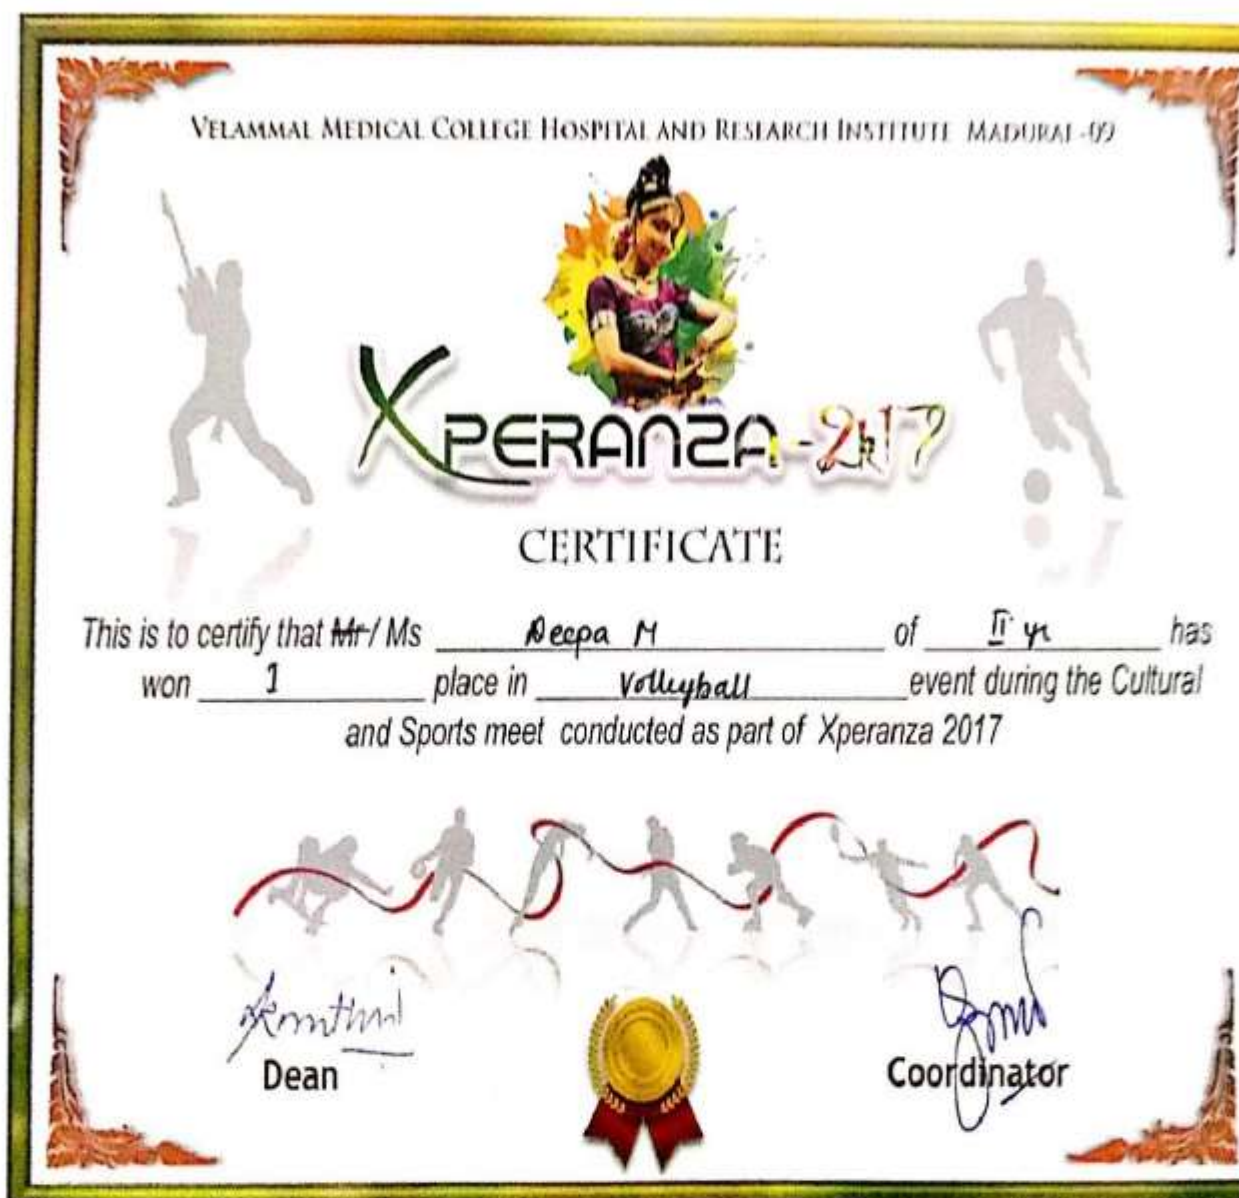 VELAMMAL MEDICAL COLLEGE HOSPITAL AND RESEARCH INSTITUTE MADURAI -09
XPERANZA-2K17
CERTIFICATE
This is to certify that Mr / Ms Deepa M of II yr has
won 1 place in Volleyball event during the Cultural
and Sports meet conducted as part of Xperanza 2017
Dean
Coordinator